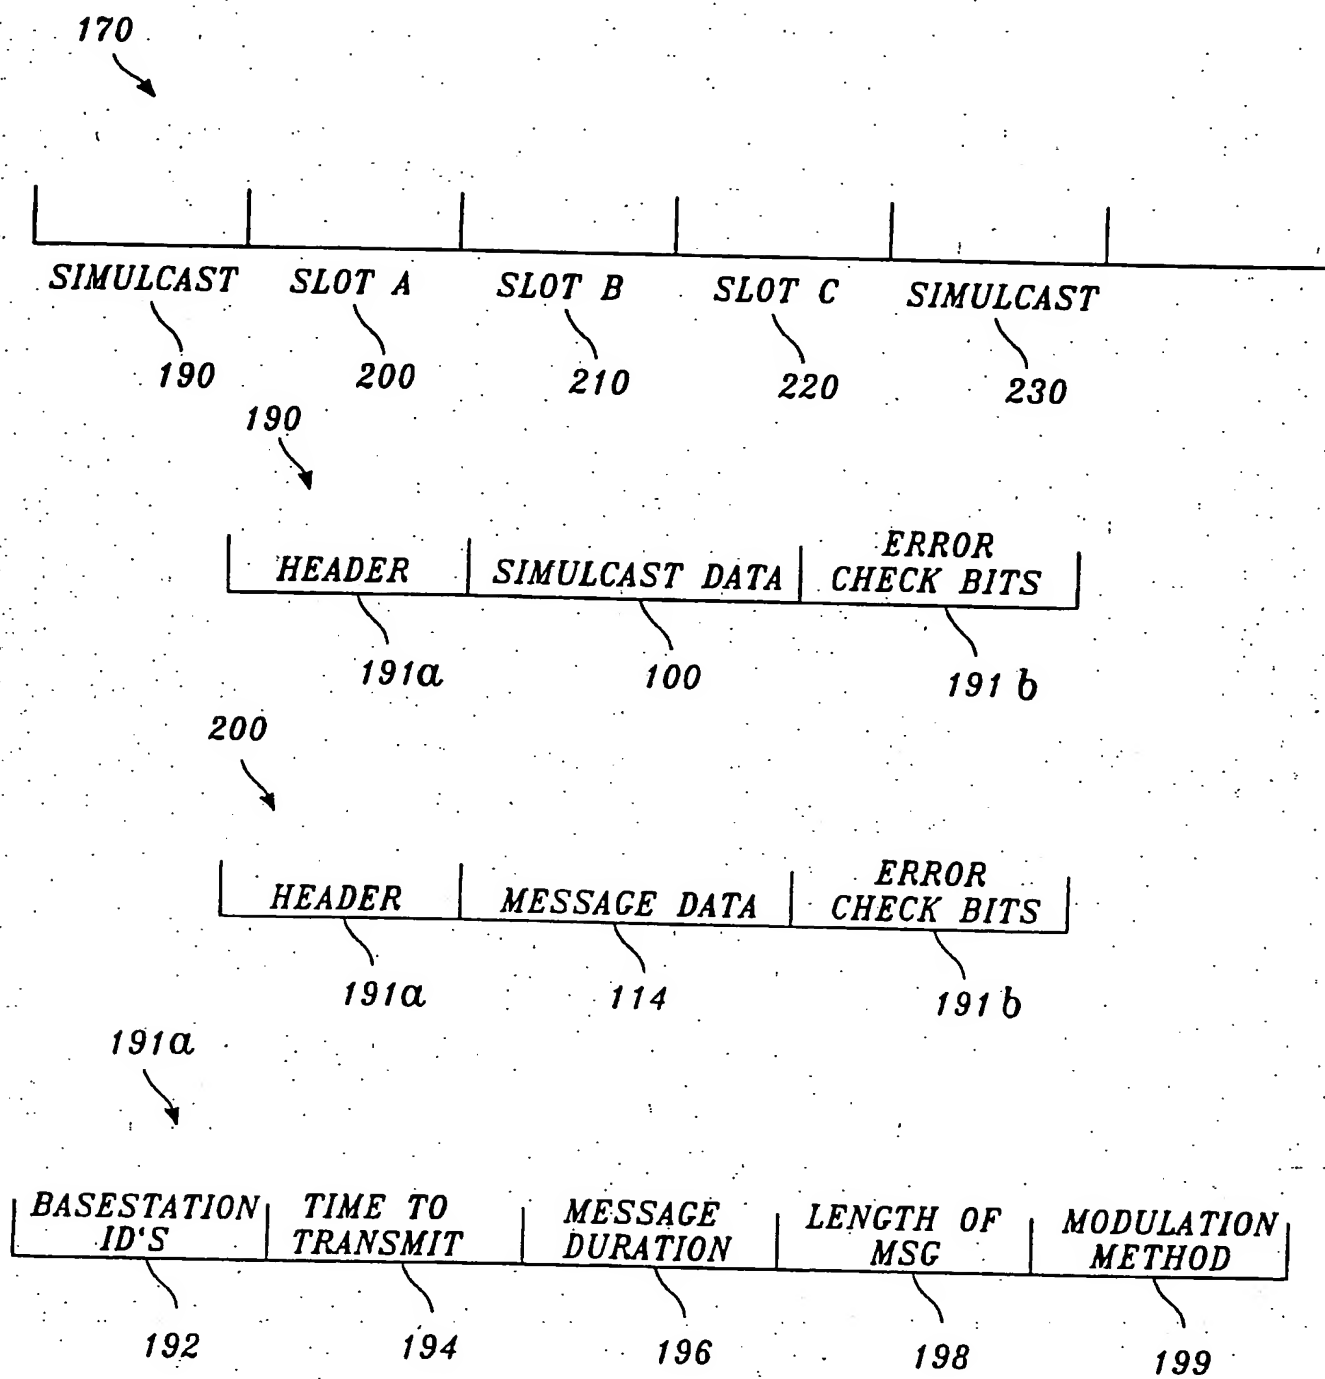 170
SIMULCAST SLOT A SLOT B SLOT C SIMULCAST
190 200 210 220 230
190
HEADER SIMULCAST DATA ERROR CHECK BITS
191a 100 191b
200
HEADER MESSAGE DATA ERROR CHECK BITS
191a 114 191b
191a
BASESTATION TIME TO MESSAGE LENGTH OF MODULATION
ID'S TRANSMIT DURATION MSG METHOD
192 194 196 198 199